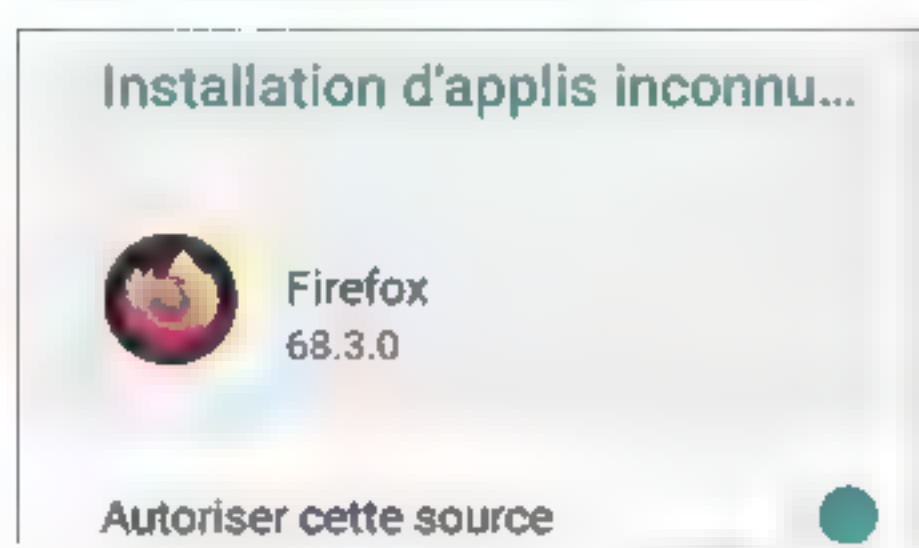 Installation d'applis inconnu...
Firefox
68.3.0
Autoriser cette source